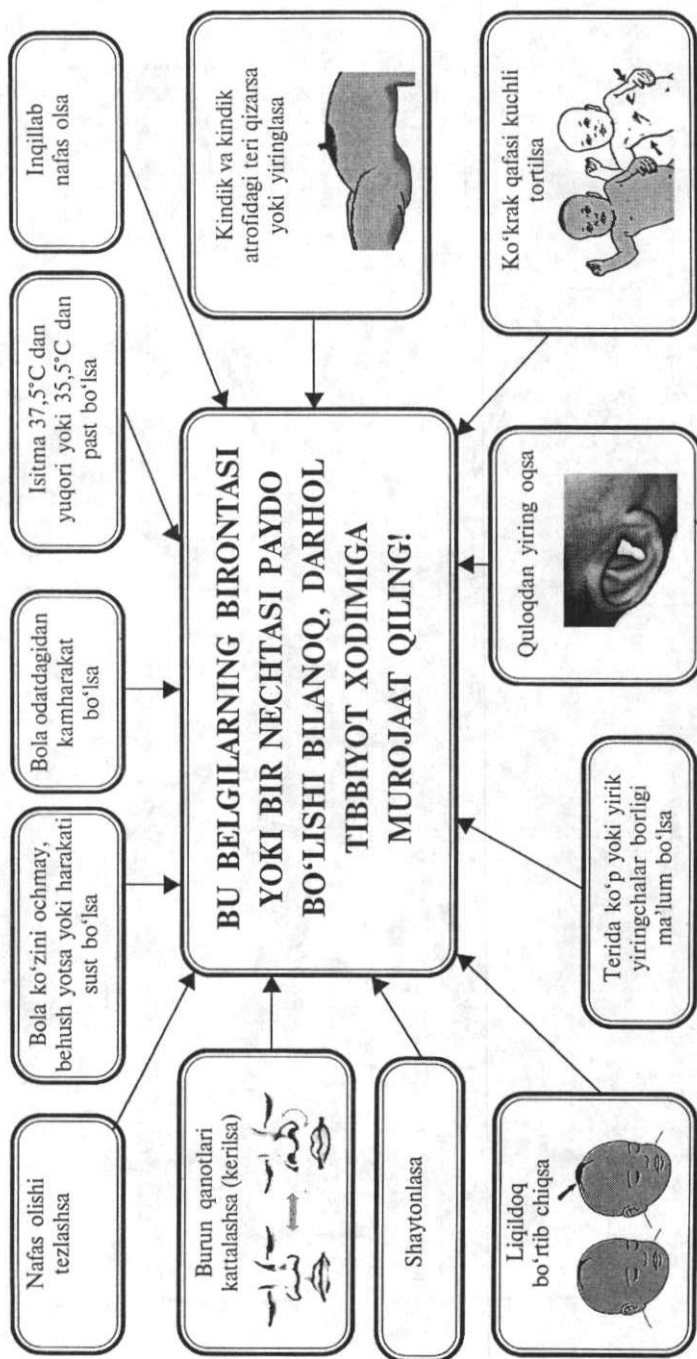 Nafas olishi
tezlashsa
Bola ko‘zini ochmay,
behush yotsa yoki harakati
sust bo‘lsa
Bola odatdagidan
kamharakat
bo‘lsa
Isitma 37,5°C dan
yuqori yoki 35,5°C dan
past bo‘lsa
Inqillab
nafas olsa
Burun qanotlari
kattalashsa (kerilsa)
BU BELGILARNING BIRONTASI
YOKI BIR NECHTASI PAYDO
BO‘LISHI BILANOQ, DARHOL
TIBBIYOT XODIMIGA
MUROJAAT QILING!
Kindik va kindik
atrofidagi teri qizarsa
yoki yiringlasa
Shaytonlasa
Liqildoq
bo‘rtib chiqsa
Terida ko‘p yoki yirik
yiringchalar borligi
ma’lum bo‘lsa
Quloqdan yiring oqsa
Ko‘krak qafasi kuchli
tortilsa